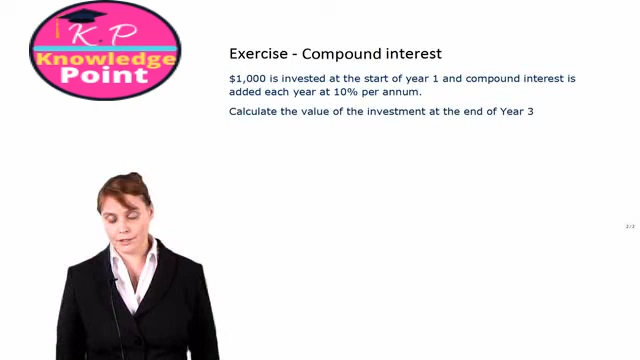 K.P
Knowledge
Point
Exercise - Compound interest
$1,000 is invested at the start of year 1 and compound interest is
added each year at 10% per annum.
Calculate the value of the investment at the end of Year 3
2/2